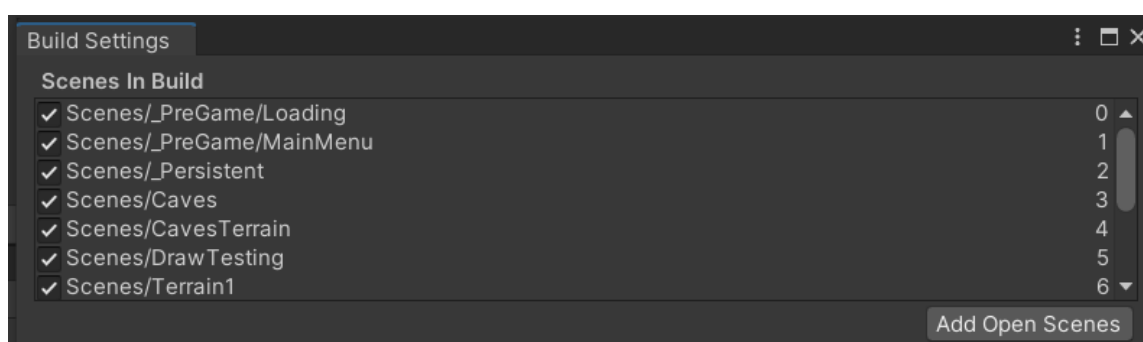 Build Settings
Scenes In Build
Scenes/_PreGame/Loading 0
Scenes/_PreGame/MainMenu 1
Scenes/_Persistent 2
Scenes/Caves 3
Scenes/CavesTerrain 4
Scenes/DrawTesting 5
Scenes/Terrain1 6
Add Open Scenes